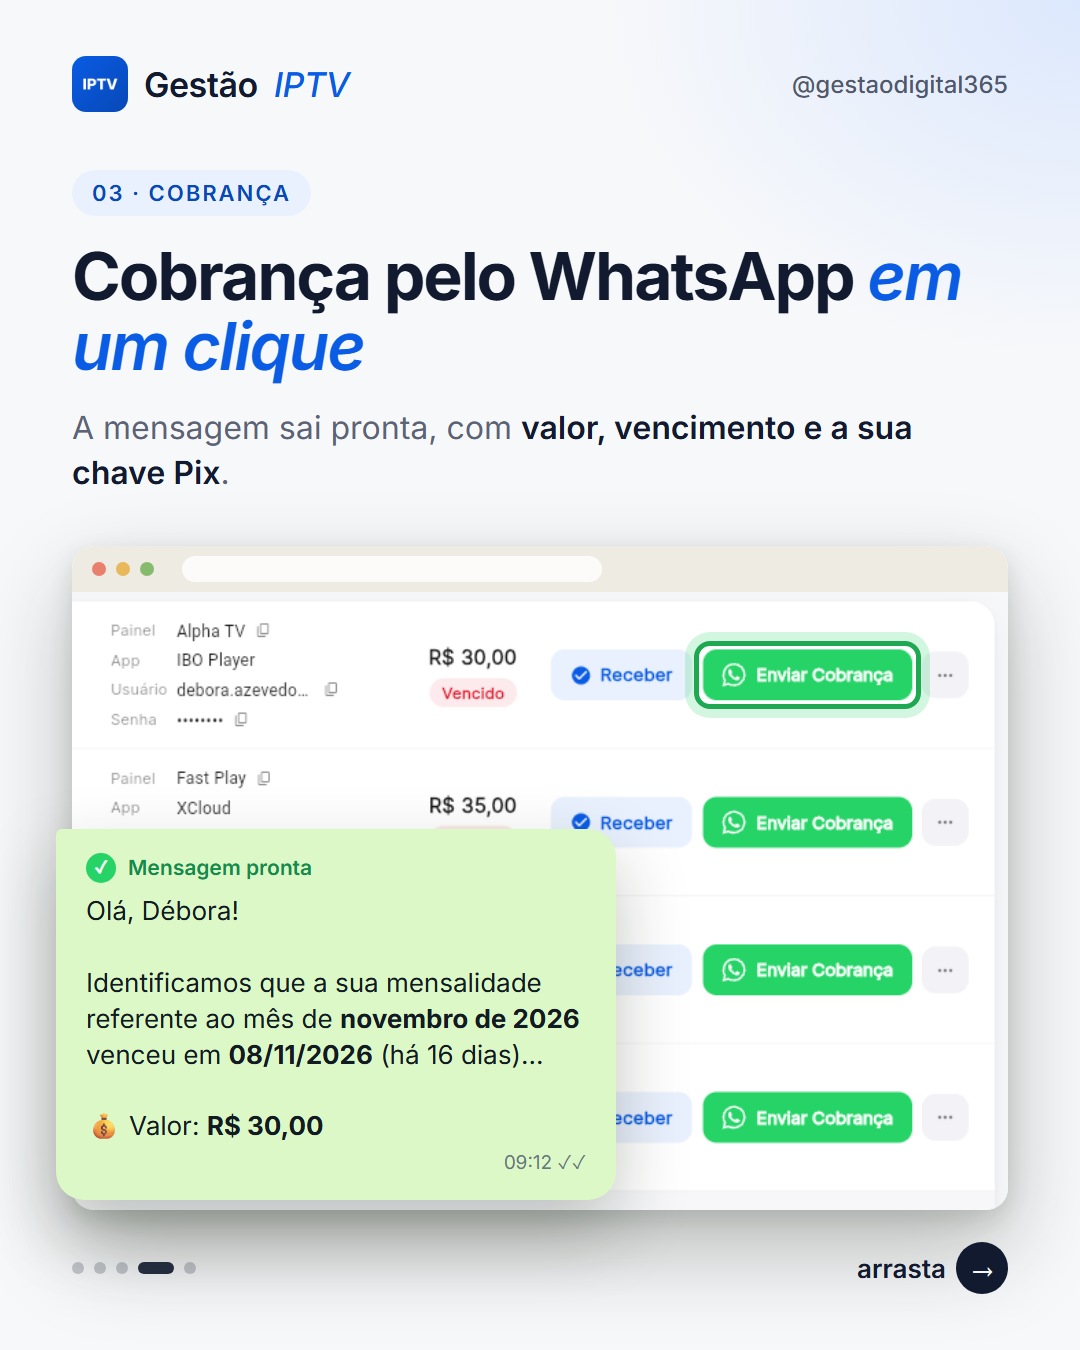 IPTV
Gestão IPTV
@gestaodigital365
03 · COBRANÇA
Cobrança pelo WhatsApp em
um clique
A mensagem sai pronta, com valor, vencimento e a sua
chave Pix.
Painel Alpha TV
App IBO Player
Usuário debora.azevedo...
Senha ••••••••
R$ 30,00
Vencido
Receber
Enviar Cobrança
Painel Fast Play
App XCloud
R$ 35,00
Receber
Enviar Cobrança
eceber
Enviar Cobrança
eceber
Enviar Cobrança
Mensagem pronta
Olá, Débora!
Identificamos que a sua mensalidade
referente ao mês de novembro de 2026
venceu em 08/11/2026 (há 16 dias)...
💰 Valor: R$ 30,00
09:12 ✓✓
arrasta →